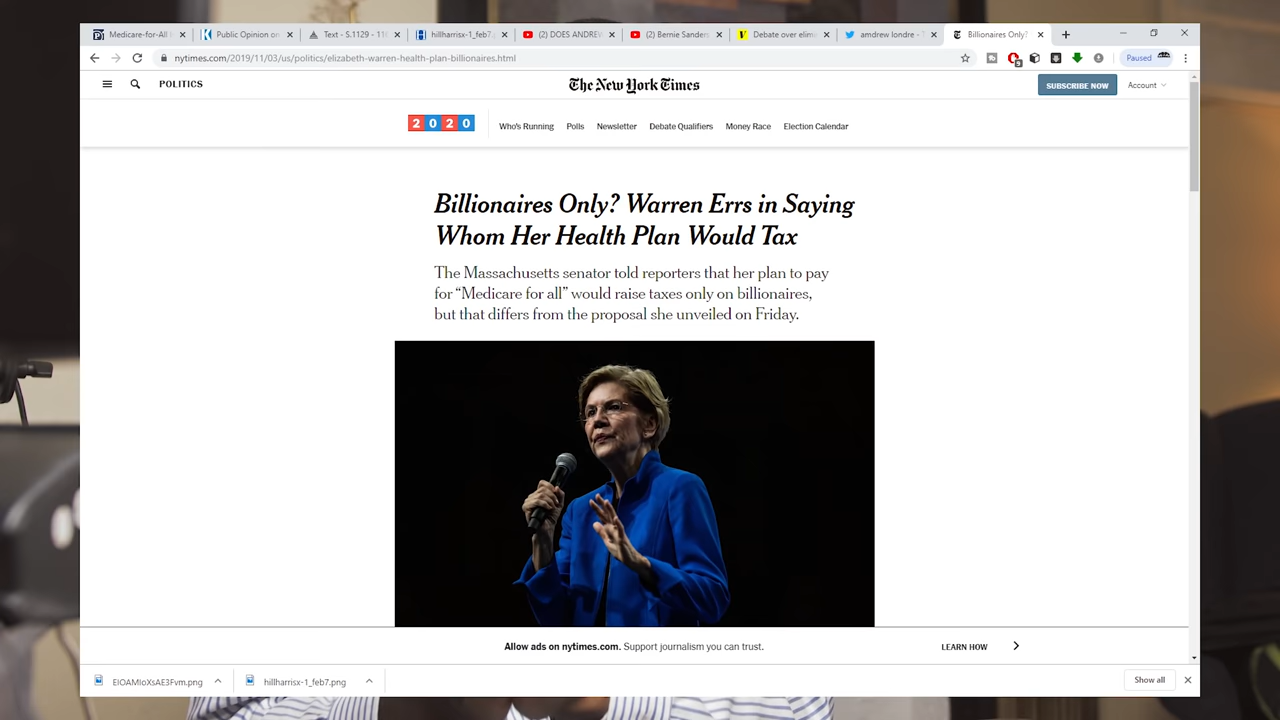 Medicare-for-All
Public Opinion on
Text - S.1129 - 116
hillharrisx-1_feb7.
(2) DOES ANDREW
(2) Bernie Sanders
Debate over elim
amdrew londre - T
Billionaires Only?
nytimes.com/2019/11/03/us/politics/elizabeth-warren-health-plan-billionaires.html
Paused
POLITICS
The New York Times
SUBSCRIBE NOW
Account
2020
Who's Running
Polls
Newsletter
Debate Qualifiers
Money Race
Election Calendar
Billionaires Only? Warren Errs in Saying
Whom Her Health Plan Would Tax
The Massachusetts senator told reporters that her plan to pay
for “Medicare for all” would raise taxes only on billionaires,
but that differs from the proposal she unveiled on Friday.
Allow ads on nytimes.com. Support journalism you can trust.
LEARN HOW
hillharrisx-1_feb7.png
Show all